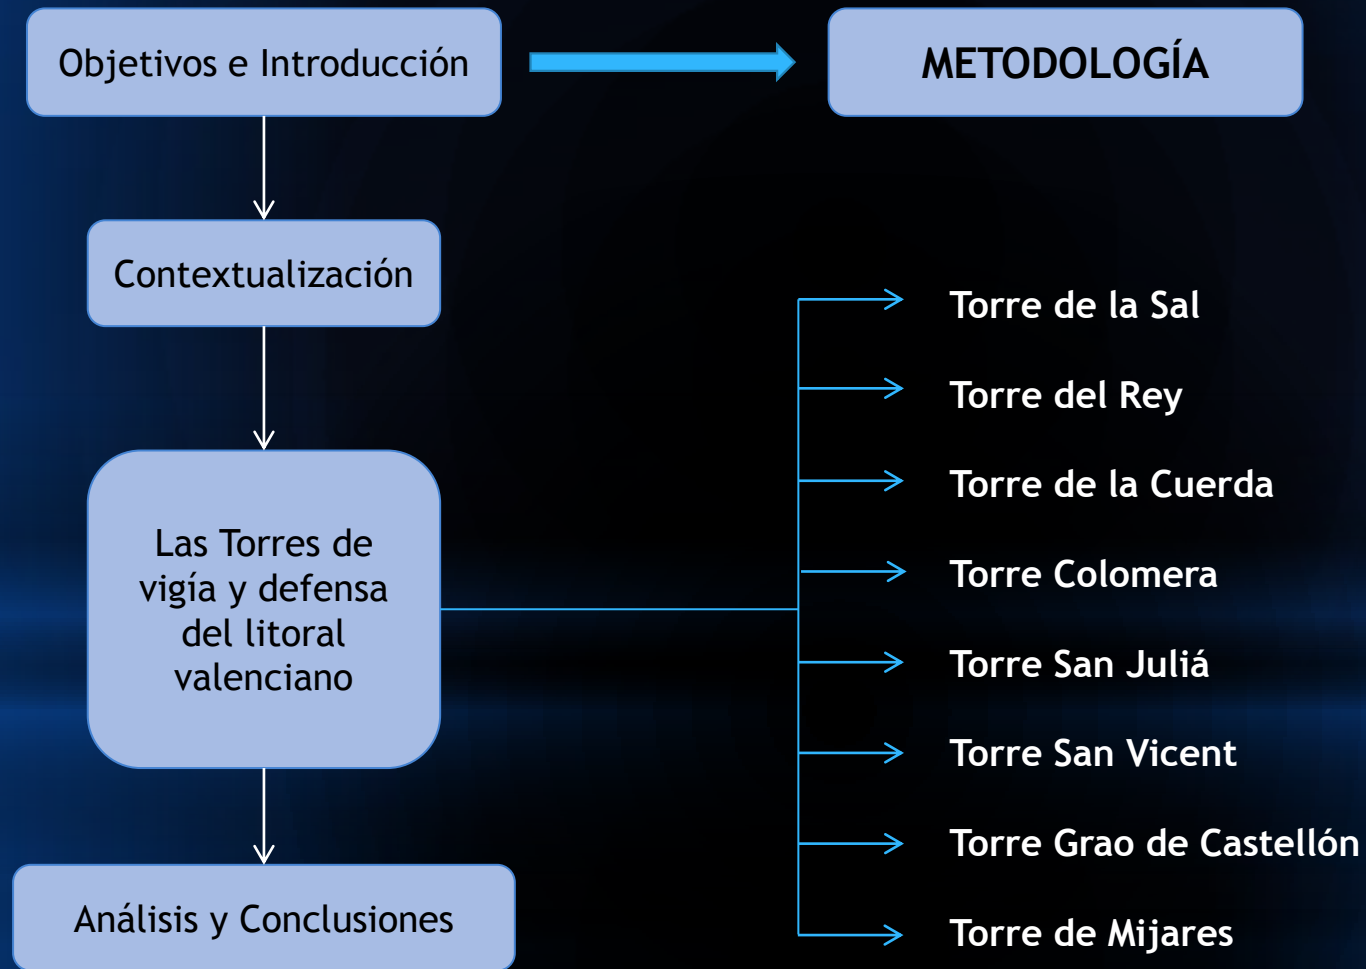 Objetivos e Introducción
METODOLOGÍA
Contextualización
Las Torres de
vigía y defensa
del litoral
valenciano
Análisis y Conclusiones
Torre de la Sal
Torre del Rey
Torre de la Cuerda
Torre Colomera
Torre San Juliá
Torre San Vicent
Torre Grao de Castellón
Torre de Mijares